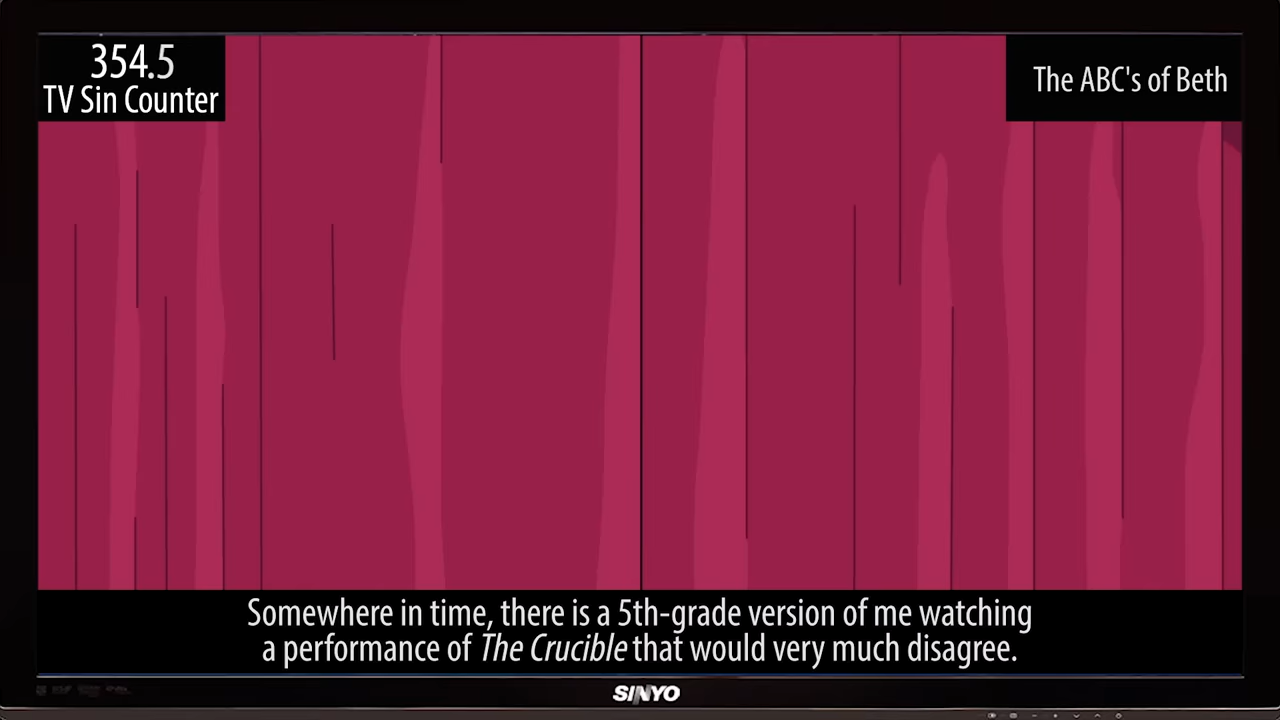 354.5
TV Sin Counter
The ABC's of Beth
Somewhere in time, there is a 5th-grade version of me watching
a performance of The Crucible that would very much disagree.
SINYO